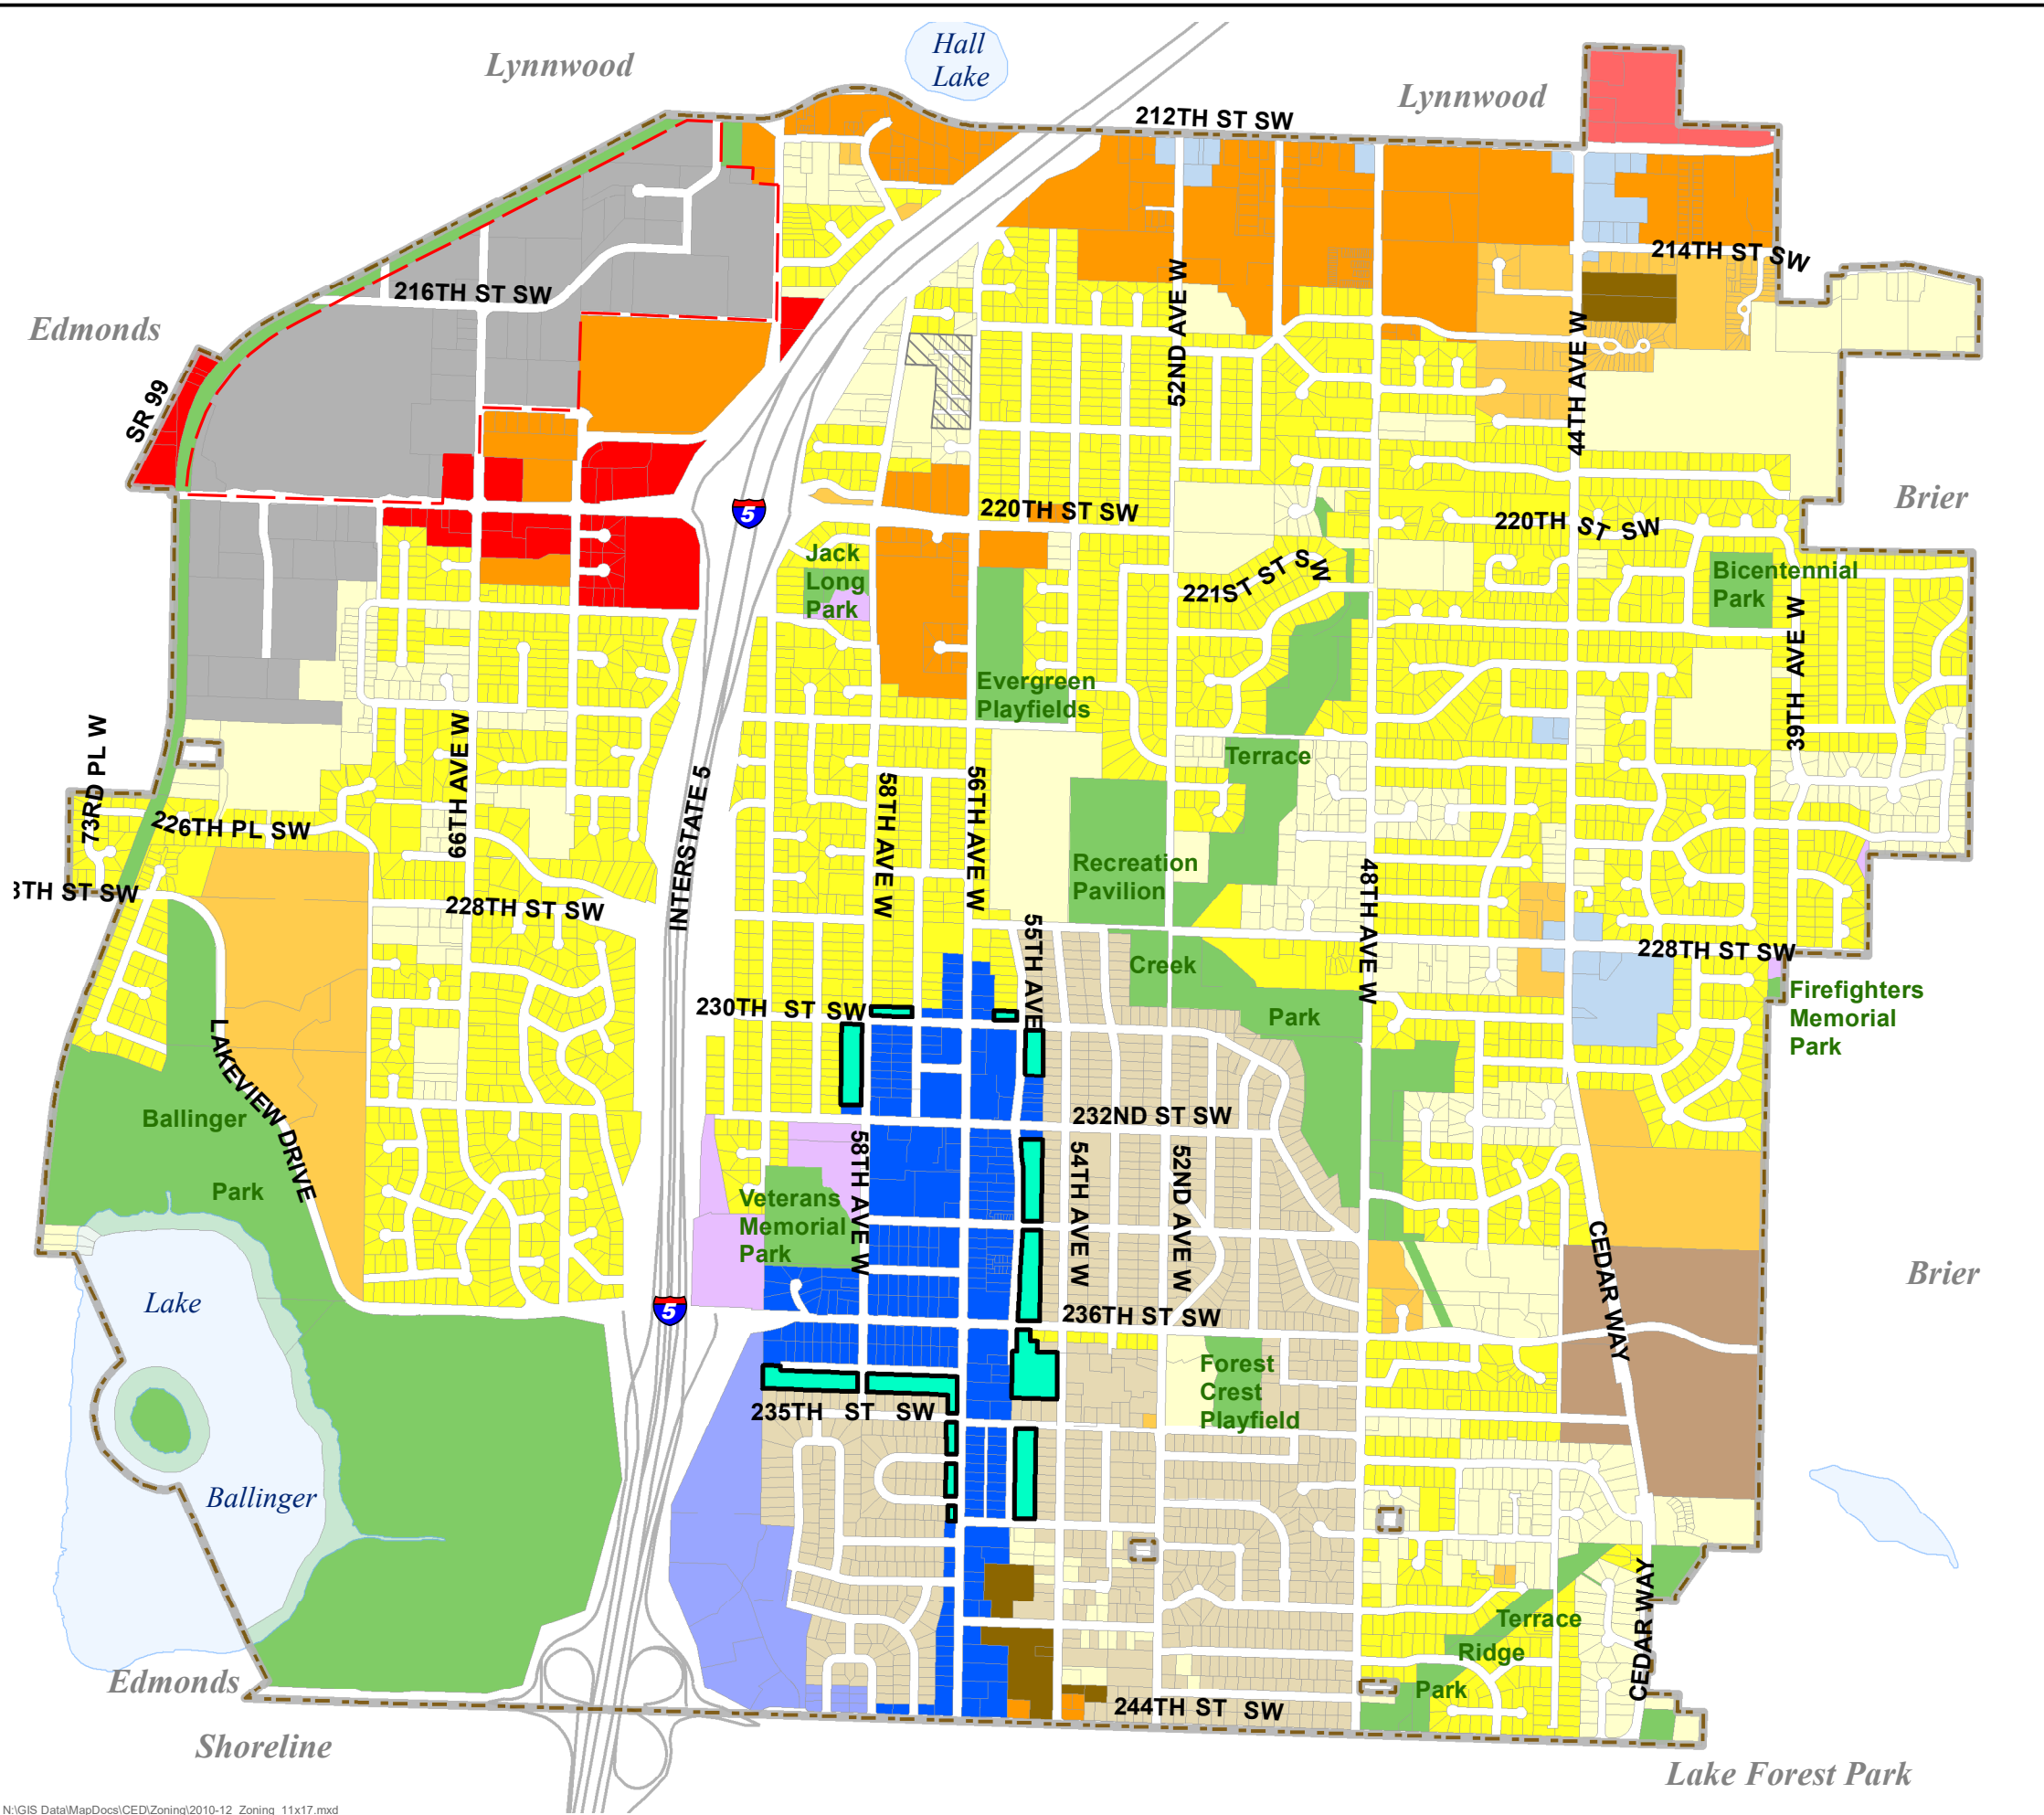 Hall
Lake
Lynnwood
Lynnwood
212TH ST SW
214TH ST SW
216TH ST SW
Edmonds
SR 99
52ND AVE W
44TH AVE W
Brier
5
220TH ST SW
220TH ST SW
Jack
Long
Park
221ST ST SW
Bicentennial
Park
39TH AVE W
Evergreen
Playfields
73RD PL W
66TH AVE W
Terrace
INTERSTATE 5
58TH AVE W
56TH AVE W
226TH PL SW
Recreation
Pavilion
48TH AVE W
8TH ST SW
228TH ST SW
55TH AVE
228TH ST SW
Creek
Firefighters
Memorial
Park
230TH ST SW
Park
LAKEVIEW DRIVE
Ballinger
Park
232ND ST SW
58TH AVE W
54TH AVE W
52ND AVE W
Veterans
Memorial
Park
CEDAR WAY
Brier
Lake
5
236TH ST SW
Forest
Crest
Playfield
235TH ST SW
Ballinger
Terrace
Ridge
Park
CEDAR WAY
Edmonds
244TH ST SW
Shoreline
Lake Forest Park
N:\GIS Data\MapDocs\CED\Zoning\2010-12_Zoning_11x17.mxd